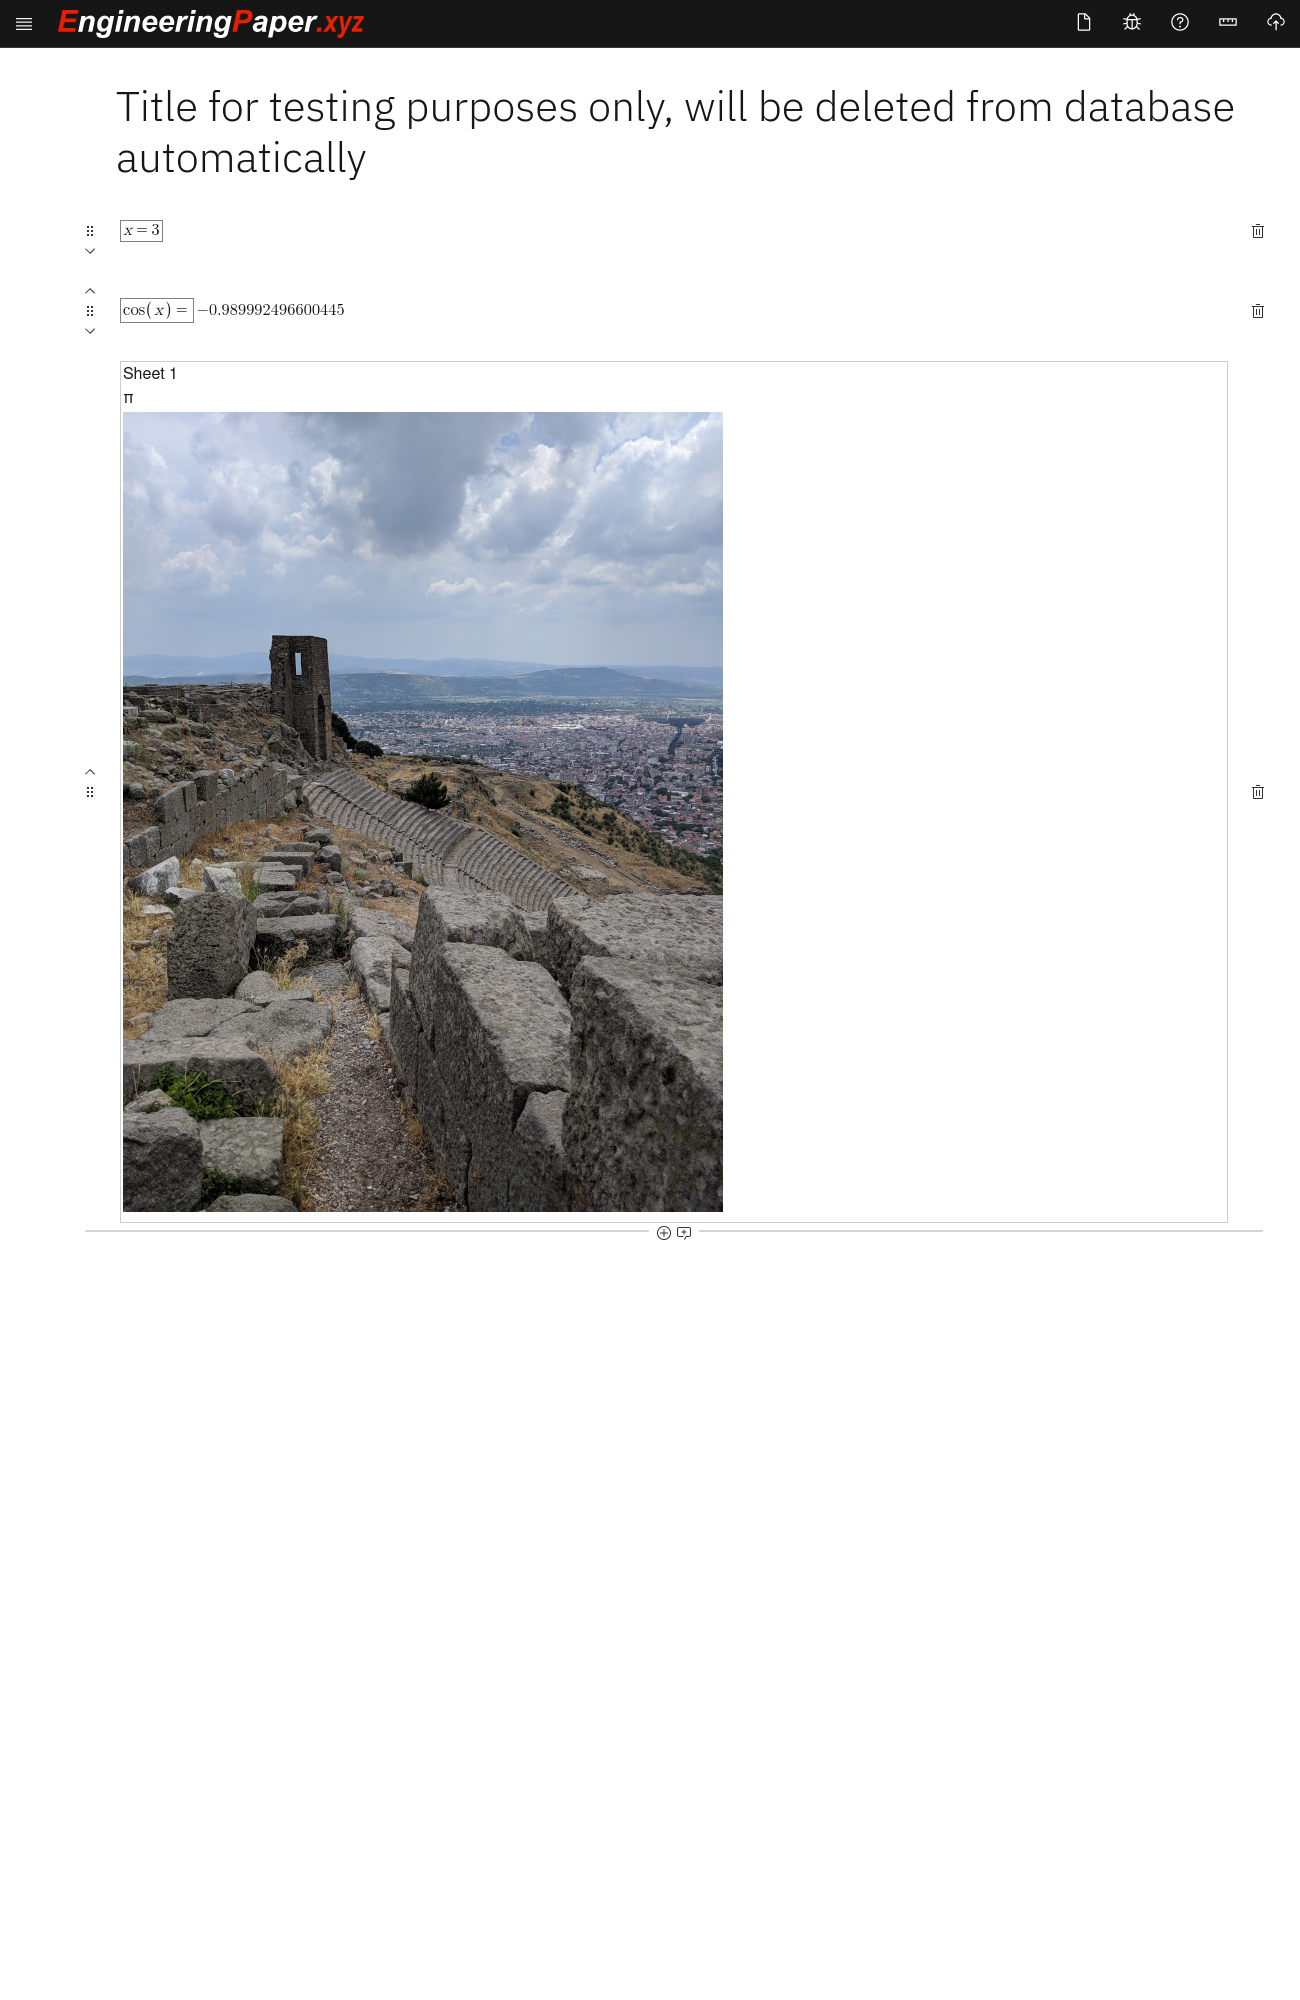 EngineeringPaper.xyz
Title for testing purposes only, will be deleted from database
automatically
x = 3
cos(x) = −0.989992496600445
Sheet 1
π